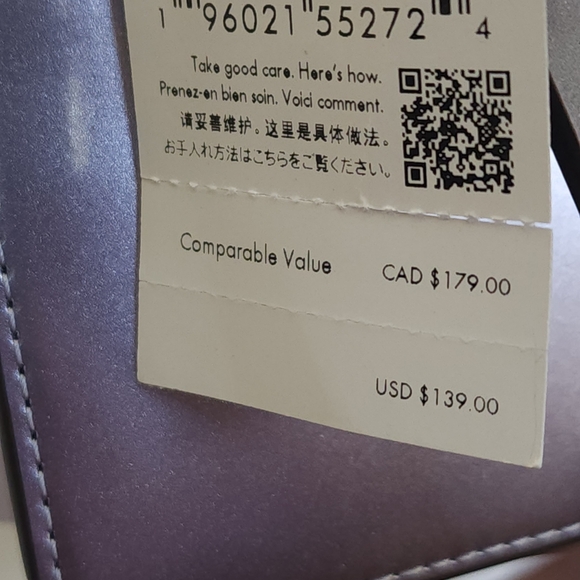 1 96021 55272 4
Take good care. Here's how.
Prenez-en bien soin. Voici comment.
请妥善维护。这里是具体做法。
お手入れ方法はこちらをご覧ください。
Comparable Value CAD $179.00
USD $139.00